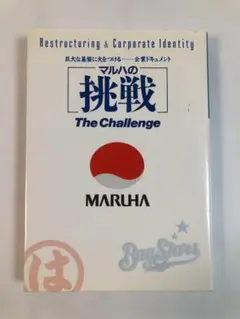 Restructuring & Corporate Identity
巨大な基盤に火をつける——企業ドキュメント
マルハの
挑戦
The Challenge
MARUHA
は
BayStars